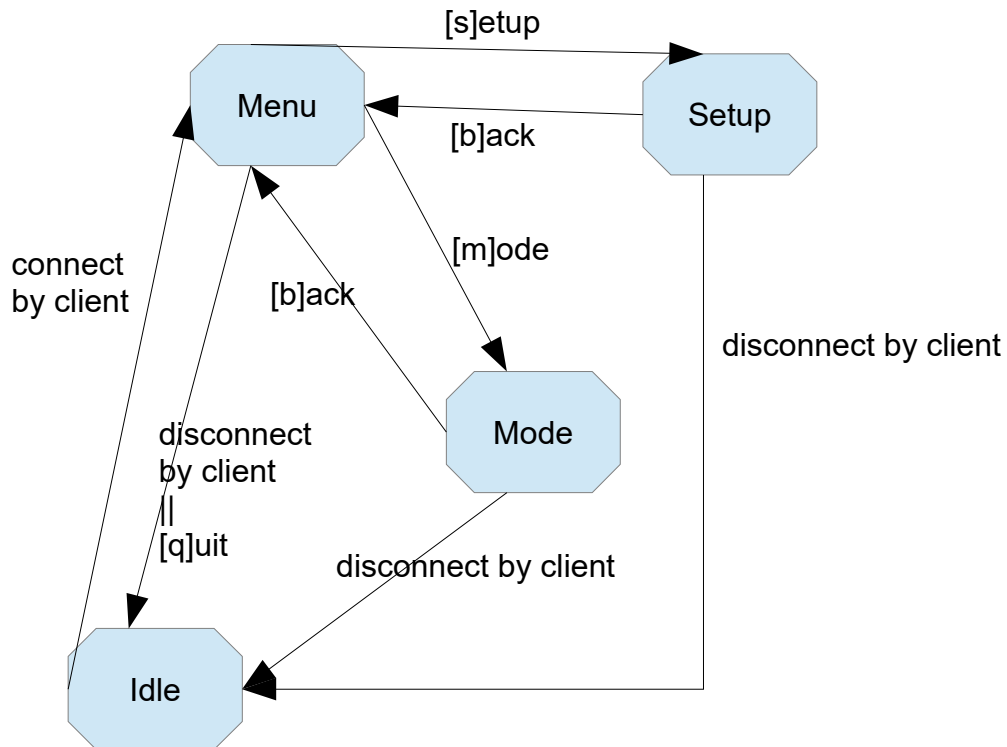 [s]etup
Menu
Setup
[b]ack
[m]ode
connect
by client
[b]ack
disconnect by client
disconnect
by client
||
[q]uit
Mode
disconnect by client
Idle